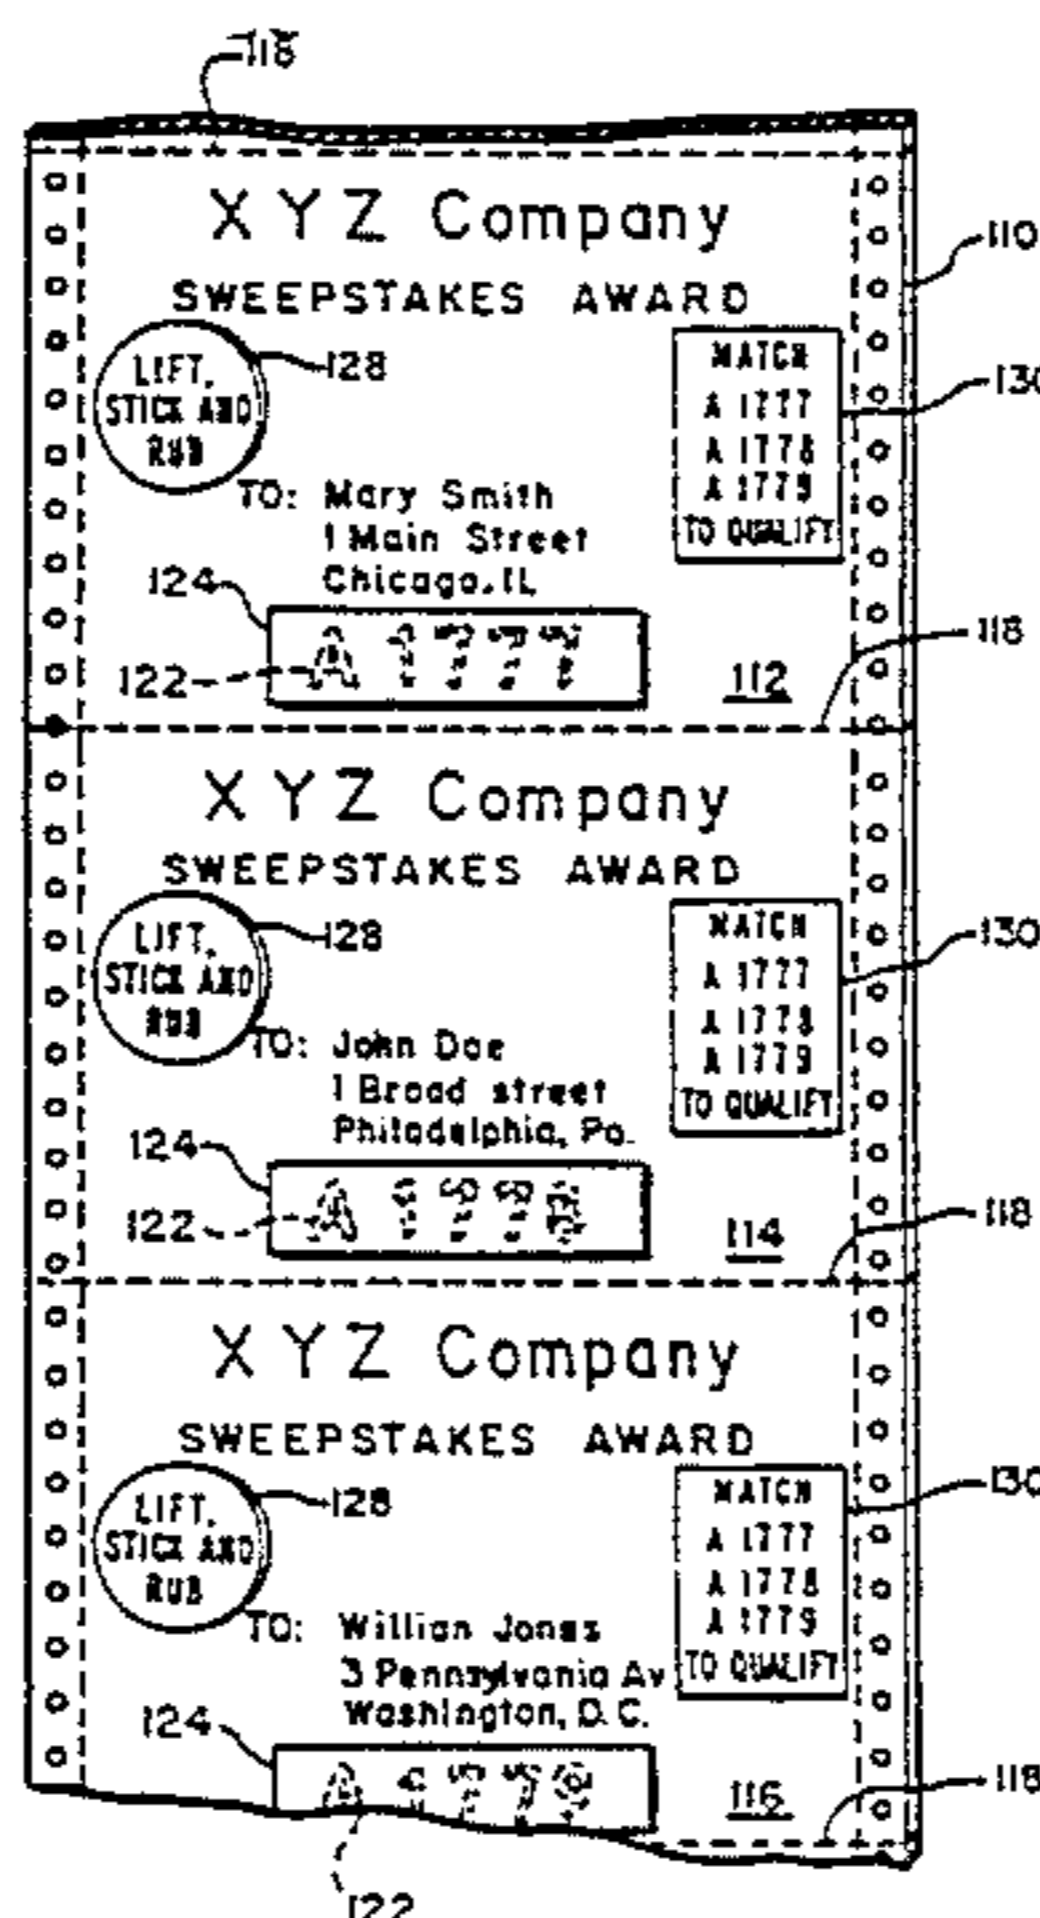 118
X Y Z Company
110
SWEEPSTAKES AWARD
LIFT,
STICK AND
RUB
128
MATCH
A 1777
A 1778
A 1779
TO QUALIFY
130
TO: Mary Smith
1 Main Street
Chicago, IL
124
122
A 1777
112
118
X Y Z Company
SWEEPSTAKES AWARD
LIFT,
STICK AND
RUB
128
MATCH
A 1777
A 1778
A 1779
TO QUALIFY
130
TO: John Doe
1 Broad street
Philadelphia, Pa.
124
122
A 1778
114
118
X Y Z Company
SWEEPSTAKES AWARD
LIFT,
STICK AND
RUB
128
MATCH
A 1777
A 1778
A 1779
TO QUALIFY
130
TO: Willian Jones
3 Pennsylvania Av
Washington, D.C.
124
116
118
122